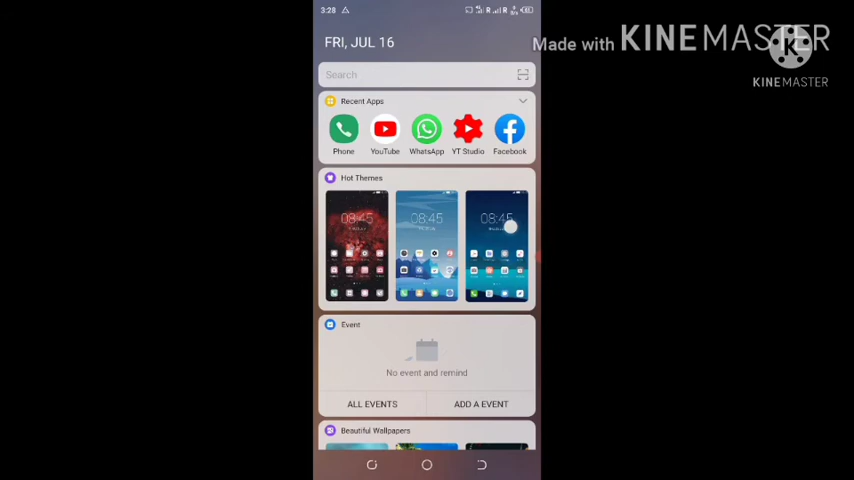 3:28
R R
FRI, JUL 16
Made with KINEMASTER
K
KINEMASTER
Search
Recent Apps
Phone YouTube WhatsApp YT Studio Facebook
Hot Themes
08:45 08:45 08:45
Event
No event and remind
ALL EVENTS ADD A EVENT
Beautiful Wallpapers